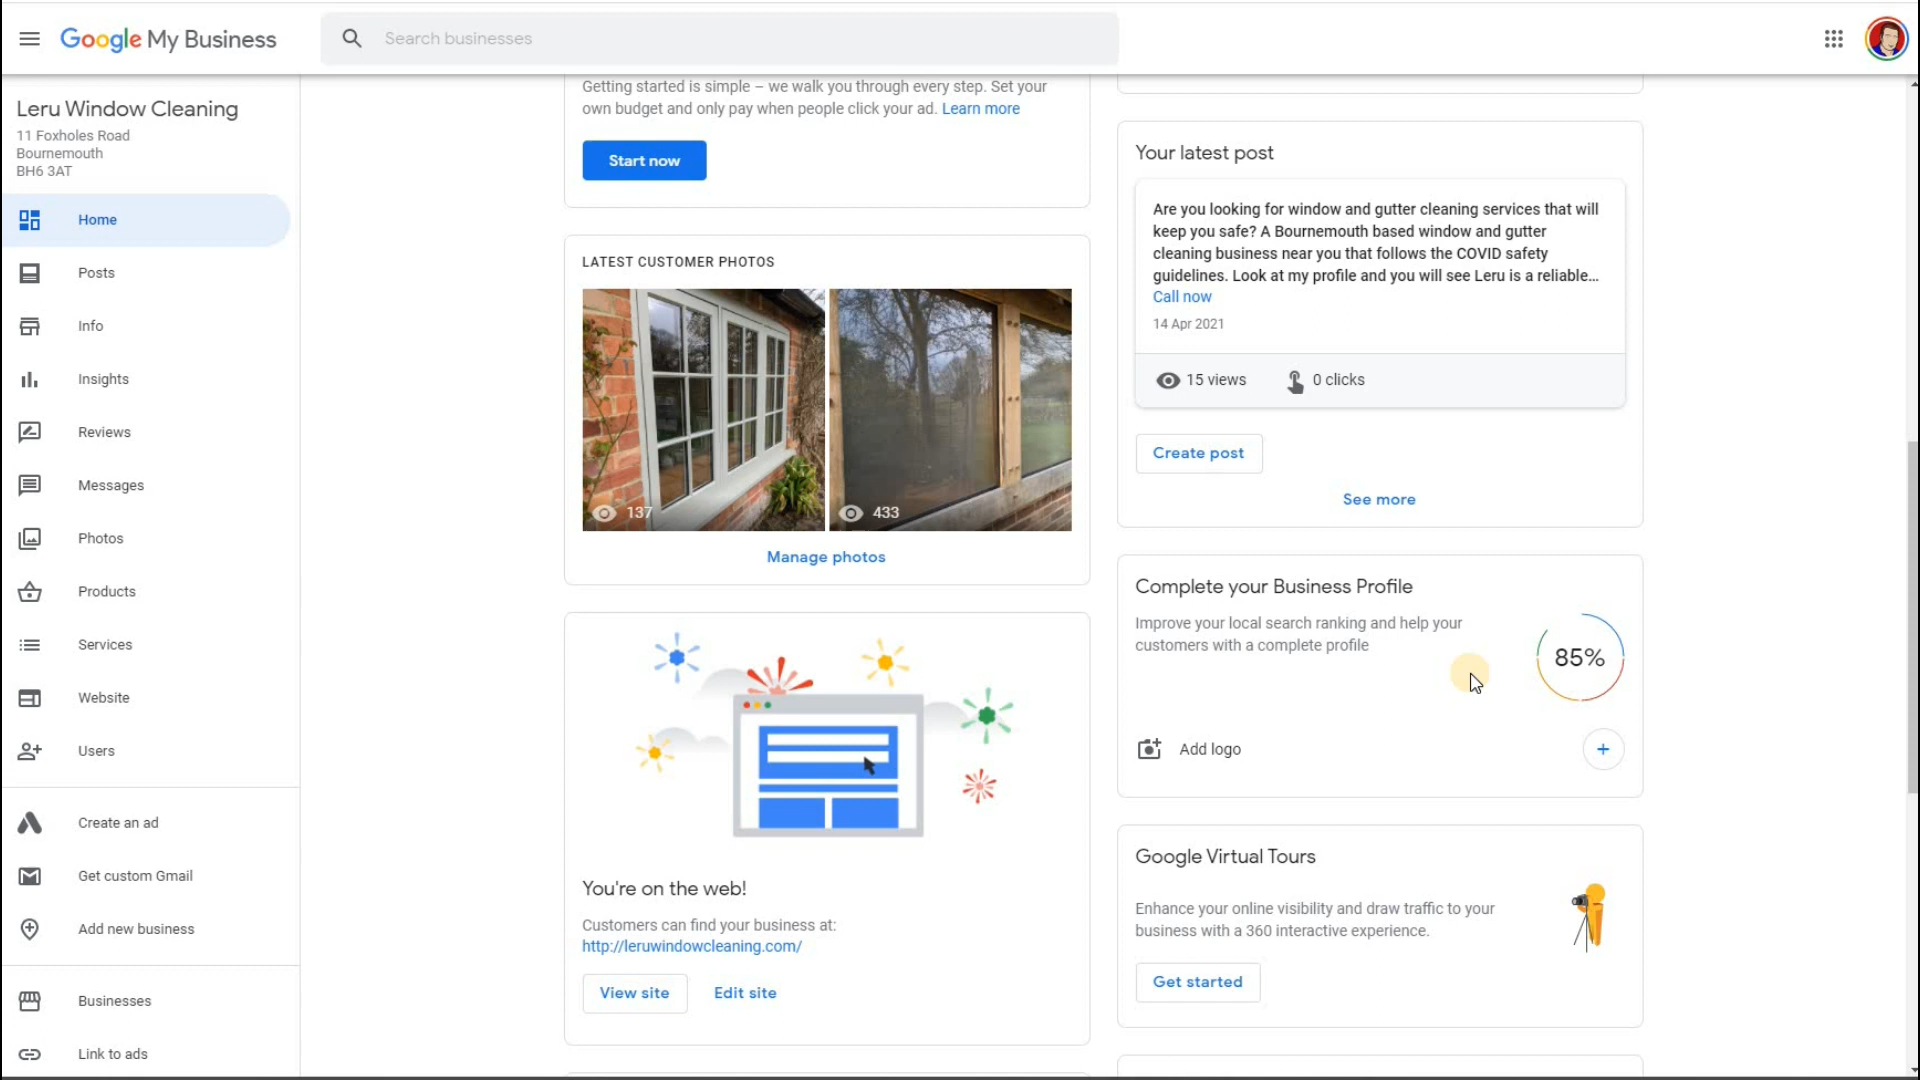 Google My Business
Search businesses
Leru Window Cleaning
11 Foxholes Road
Bournemouth
BH6 3AT
Home
Posts
Info
Insights
Reviews
Messages
Photos
Products
Services
Website
Users
Create an ad
Get custom Gmail
Add new business
Businesses
Link to ads
Getting started is simple – we walk you through every step. Set your
own budget and only pay when people click your ad. Learn more
Start now
LATEST CUSTOMER PHOTOS
137
433
Manage photos
You're on the web!
Customers can find your business at:
http://leruwindowcleaning.com/
View site
Edit site
Your latest post
Are you looking for window and gutter cleaning services that will
keep you safe? A Bournemouth based window and gutter
cleaning business near you that follows the COVID safety
guidelines. Look at my profile and you will see Leru is a reliable...
Call now
14 Apr 2021
15 views
0 clicks
Create post
See more
Complete your Business Profile
Improve your local search ranking and help your
customers with a complete profile
85%
Add logo
Google Virtual Tours
Enhance your online visibility and draw traffic to your
business with a 360 interactive experience.
Get started